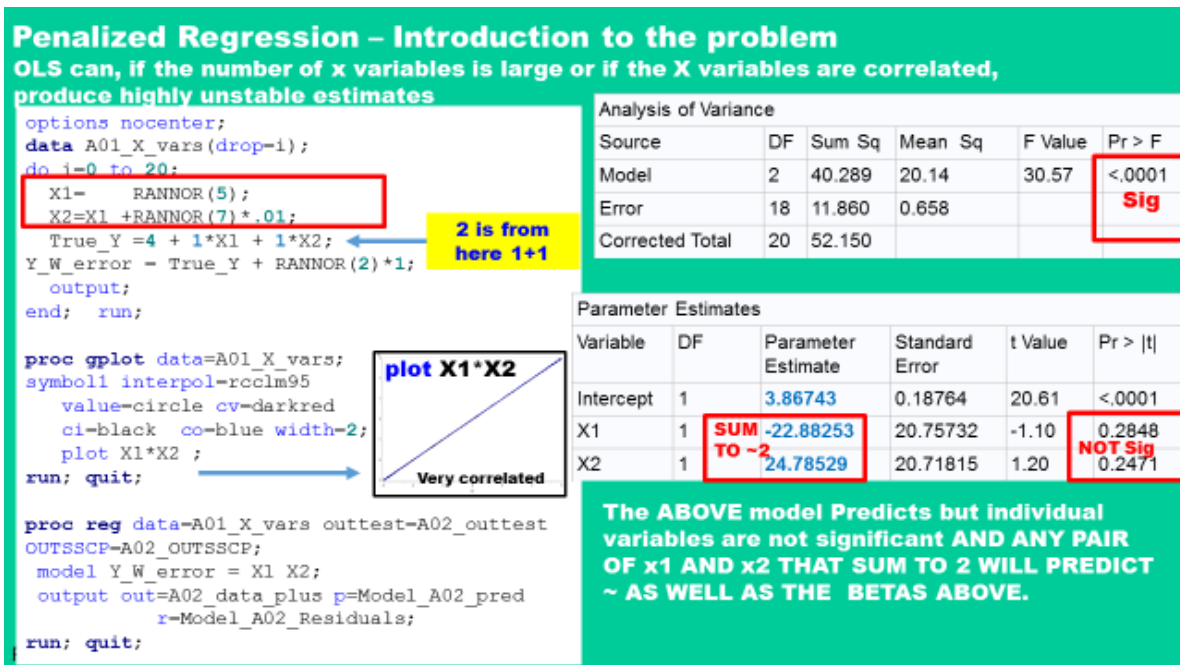 Penalized Regression – Introduction to the problem
OLS can, if the number of x variables is large or if the X variables are correlated,
produce highly unstable estimates
options nocenter;
data A01_X_vars(drop=i);
do i=0 to 20;
X1= RANNOR(5);
X2=X1 +RANNOR(7)*.01;
True_Y =4 + 1*X1 + 1*X2;
Y_W_error = True_Y + RANNOR(2)*1;
output;
end; run;
2 is from
here 1+1
proc gplot data=A01_X_vars;
symbol1 interpol=rcclm95
value=circle cv=darkred
ci=black co=blue width=2;
plot X1*X2 ;
run; quit;
plot X1*X2
Very correlated
proc reg data=A01_X_vars outtest=A02_outtest
OUTSSCP=A02_OUTSSCP;
model Y_W_error = X1 X2;
output out=A02_data_plus p=Model_A02_pred
r=Model_A02_Residuals;
run; quit;
Analysis of Variance
Source DF Sum Sq Mean Sq F Value Pr > F
Model 2 40.289 20.14 30.57 <.0001
Sig
Error 18 11.860 0.658
Corrected Total 20 52.150
Parameter Estimates
Variable DF Parameter Estimate Standard Error t Value Pr > |t|
Intercept 1 3.86743 0.18764 20.61 <.0001
X1 1 -22.88253 20.75732 -1.10 0.2848
X2 1 24.78529 20.71815 1.20 0.2471
SUM
TO ~2
NOT Sig
The ABOVE model Predicts but individual
variables are not significant AND ANY PAIR
OF x1 AND x2 THAT SUM TO 2 WILL PREDICT
~ AS WELL AS THE BETAS ABOVE.